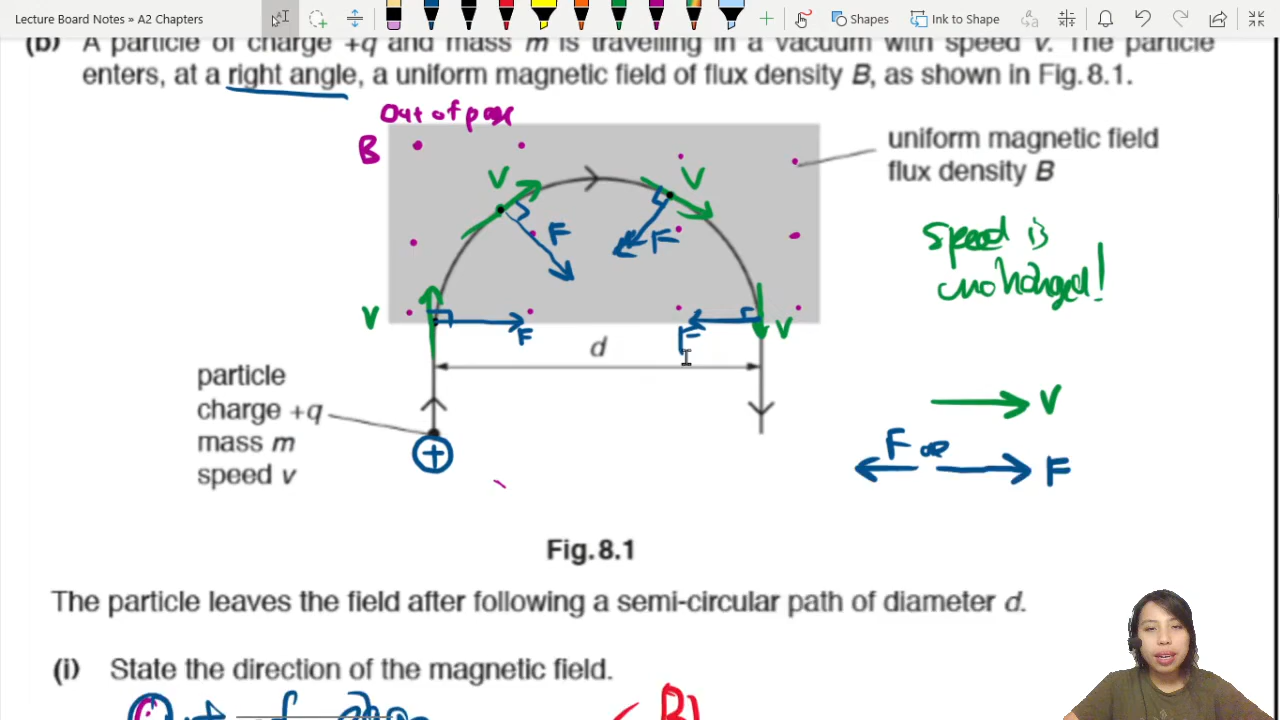 Lecture Board Notes » A2 Chapters
Shapes
Ink to Shape
(b) A particle of charge +q and mass m is travelling in a vacuum with speed v. The particle
enters, at a right angle, a uniform magnetic field of flux density B, as shown in Fig. 8.1.
Out of page
B
V
V
F
F
uniform magnetic field
flux density B
speed is
unchanged!
V
F
F
V
d
particle
charge +q
mass m
speed v
+
V
F or
F
Fig. 8.1
The particle leaves the field after following a semi-circular path of diameter d.
(i) State the direction of the magnetic field.